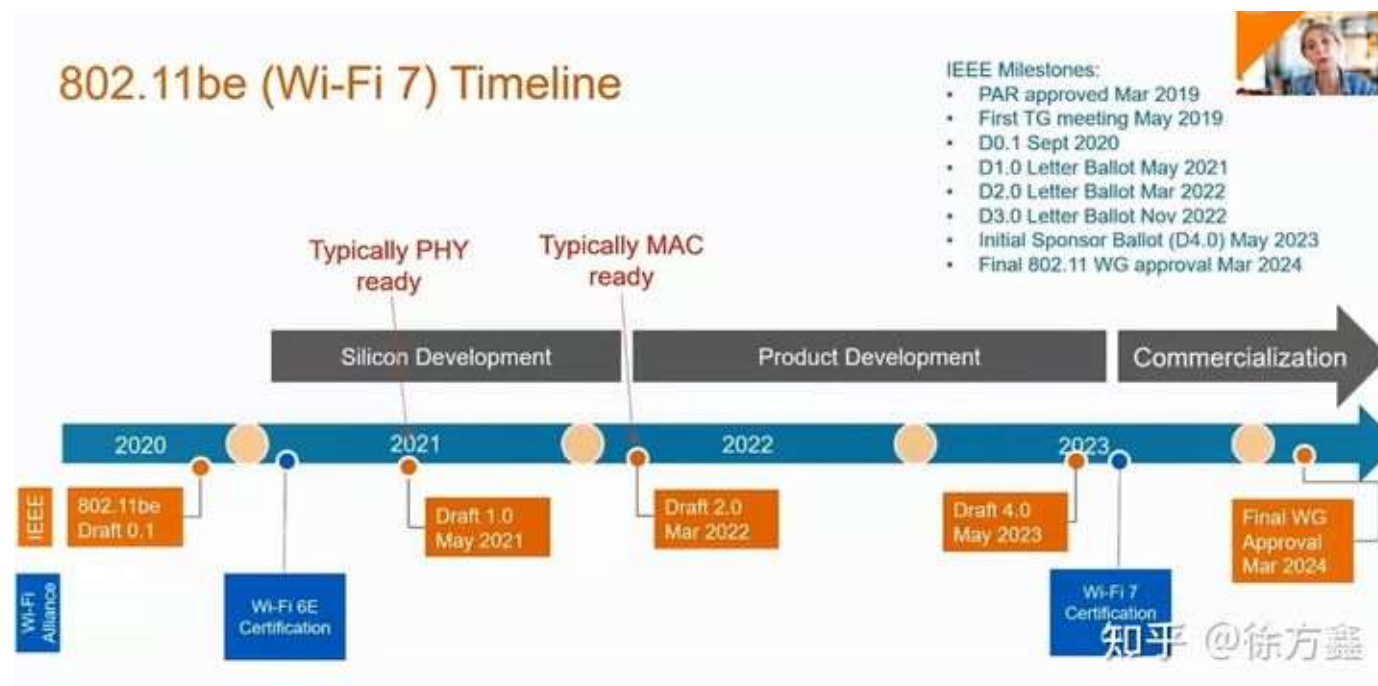 802.11be (Wi-Fi 7) Timeline
IEEE Milestones:
• PAR approved Mar 2019
• First TG meeting May 2019
• D0.1 Sept 2020
• D1.0 Letter Ballot May 2021
• D2.0 Letter Ballot Mar 2022
• D3.0 Letter Ballot Nov 2022
• Initial Sponsor Ballot (D4.0) May 2023
• Final 802.11 WG approval Mar 2024
Typically PHY
ready
Typically MAC
ready
Silicon Development
Product Development
Commercialization
2020
2021
2022
2023
IEEE
802.11be
Draft 0.1
Draft 1.0
May 2021
Draft 2.0
Mar 2022
Draft 4.0
May 2023
Final WG
Approval
Mar 2024
Wi-Fi
Alliance
Wi-Fi 6E
Certification
Wi-Fi 7
Certification
知乎 @徐方鑫